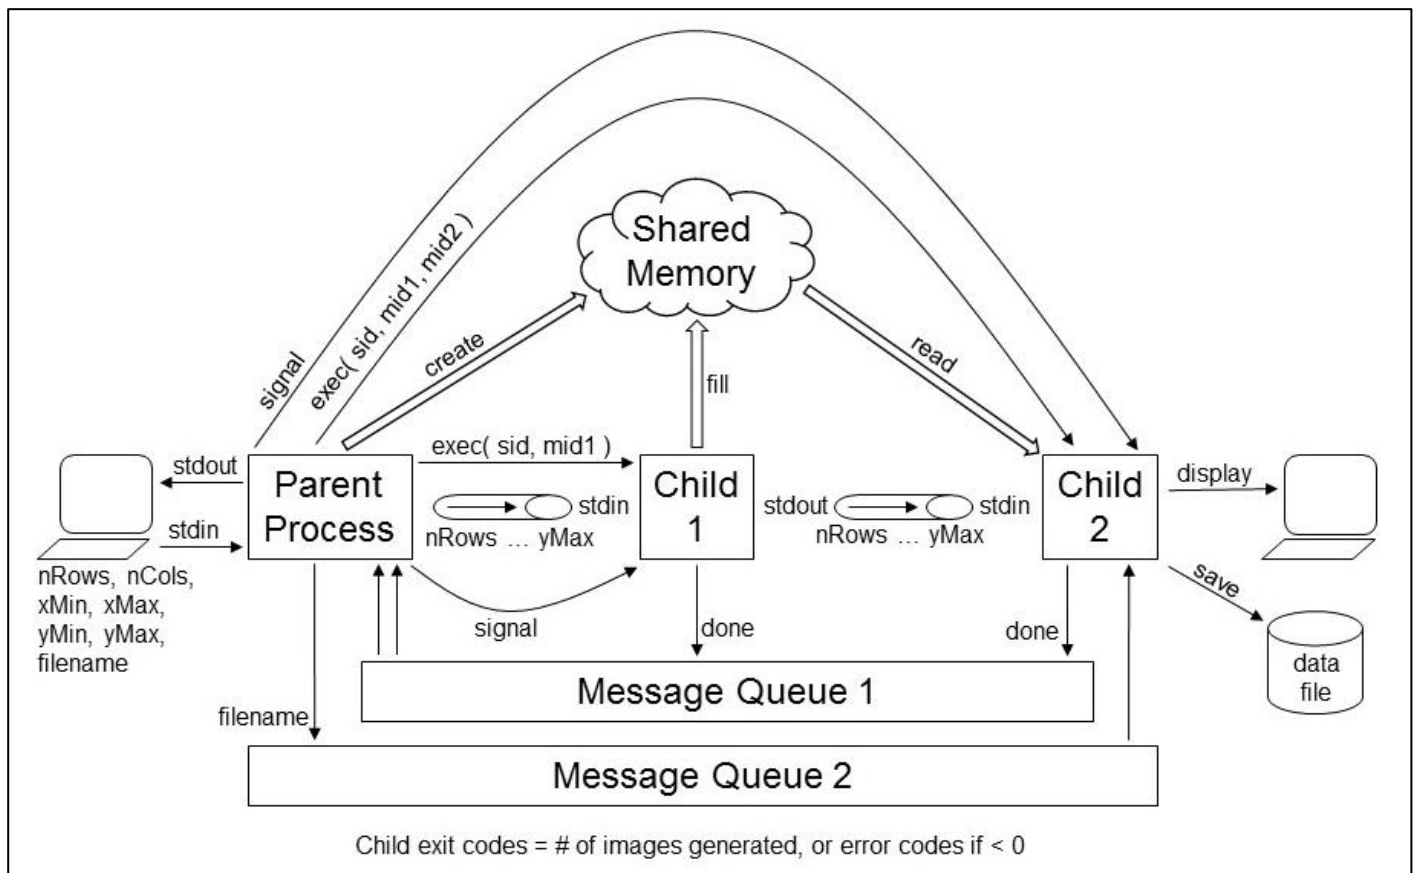 Shared
Memory
signal
exec( sid, mid1, mid2 )
create
fill
read
stdout
stdin
nRows, nCols,
xMin, xMax,
yMin, yMax,
filename
Parent
Process
exec( sid, mid1 )
stdin
nRows ... yMax
Child
1
stdout
stdin
nRows ... yMax
Child
2
display
save
data
file
signal
done
done
Message Queue 1
filename
Message Queue 2
Child exit codes = # of images generated, or error codes if < 0